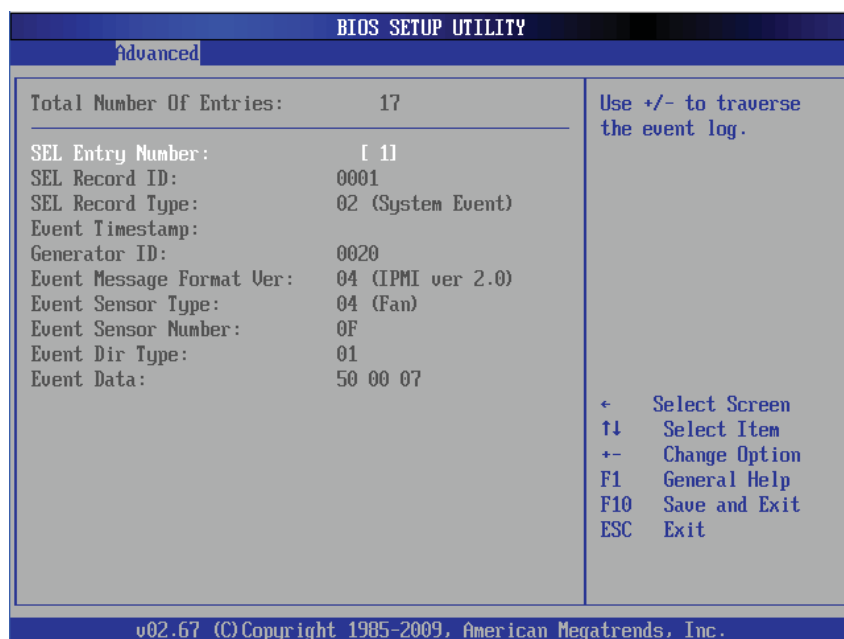 BIOS SETUP UTILITY
Advanced
Total Number Of Entries: 17
SEL Entry Number: [ 1]
SEL Record ID: 0001
SEL Record Type: 02 (System Event)
Event Timestamp:
Generator ID: 0020
Event Message Format Ver: 04 (IPMI ver 2.0)
Event Sensor Type: 04 (Fan)
Event Sensor Number: 0F
Event Dir Type: 01
Event Data: 50 00 07
Use +/- to traverse
the event log.
← Select Screen
↑↓ Select Item
+- Change Option
F1 General Help
F10 Save and Exit
ESC Exit
v02.67 (C)Copyright 1985-2009, American Megatrends, Inc.